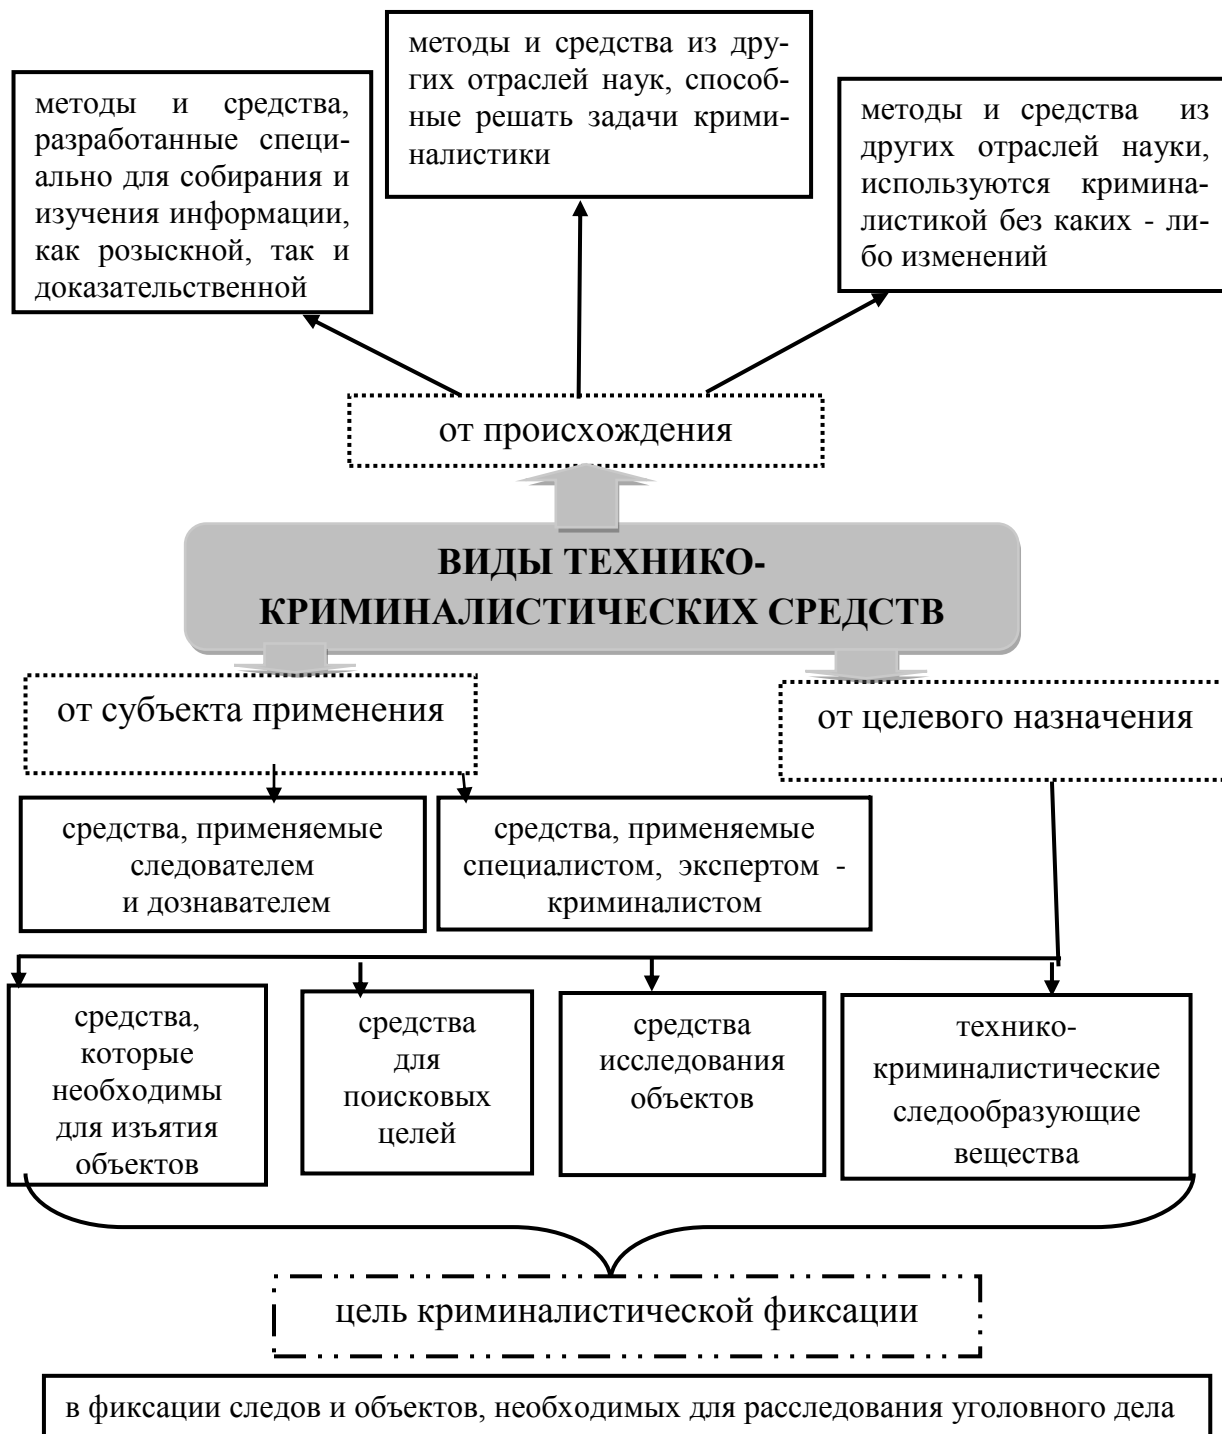 методы и средства из дру-
гих отраслей наук, способ-
ные решать задачи крими-
налистики
методы и средства,
разработанные специ-
ально для собирания и
изучения информации,
как розыскной, так и
доказательственной
методы и средства из
других отраслей науки,
используются кримина-
листикой без каких - ли-
бо изменений
от происхождения
ВИДЫ ТЕХНИКО-
КРИМИНАЛИСТИЧЕСКИХ СРЕДСТВ
от субъекта применения
от целевого назначения
средства, применяемые
следователем
и дознавателем
средства, применяемые
специалистом, экспертом -
криминалистом
средства,
которые
необходимы
для изъятия
объектов
средства
для
поисковых
целей
средства
исследования
объектов
технико-
криминалистические
следообразующие
вещества
цель криминалистической фиксации
в фиксации следов и объектов, необходимых для расследования уголовного дела